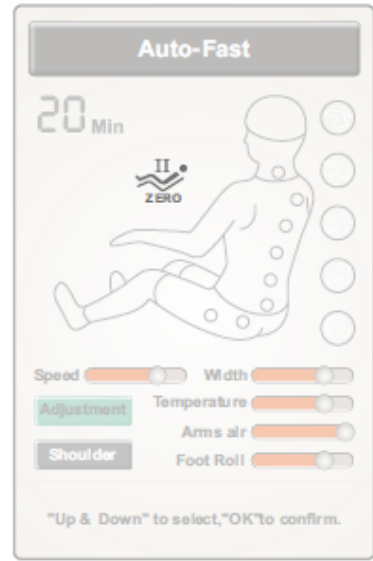 Auto-Fast
20 Min
II
ZERO
Speed
Width
Adjustment
Temperature
Arms air
Shoulder
Foot Roll
"Up & Down" to select,"OK"to confirm.